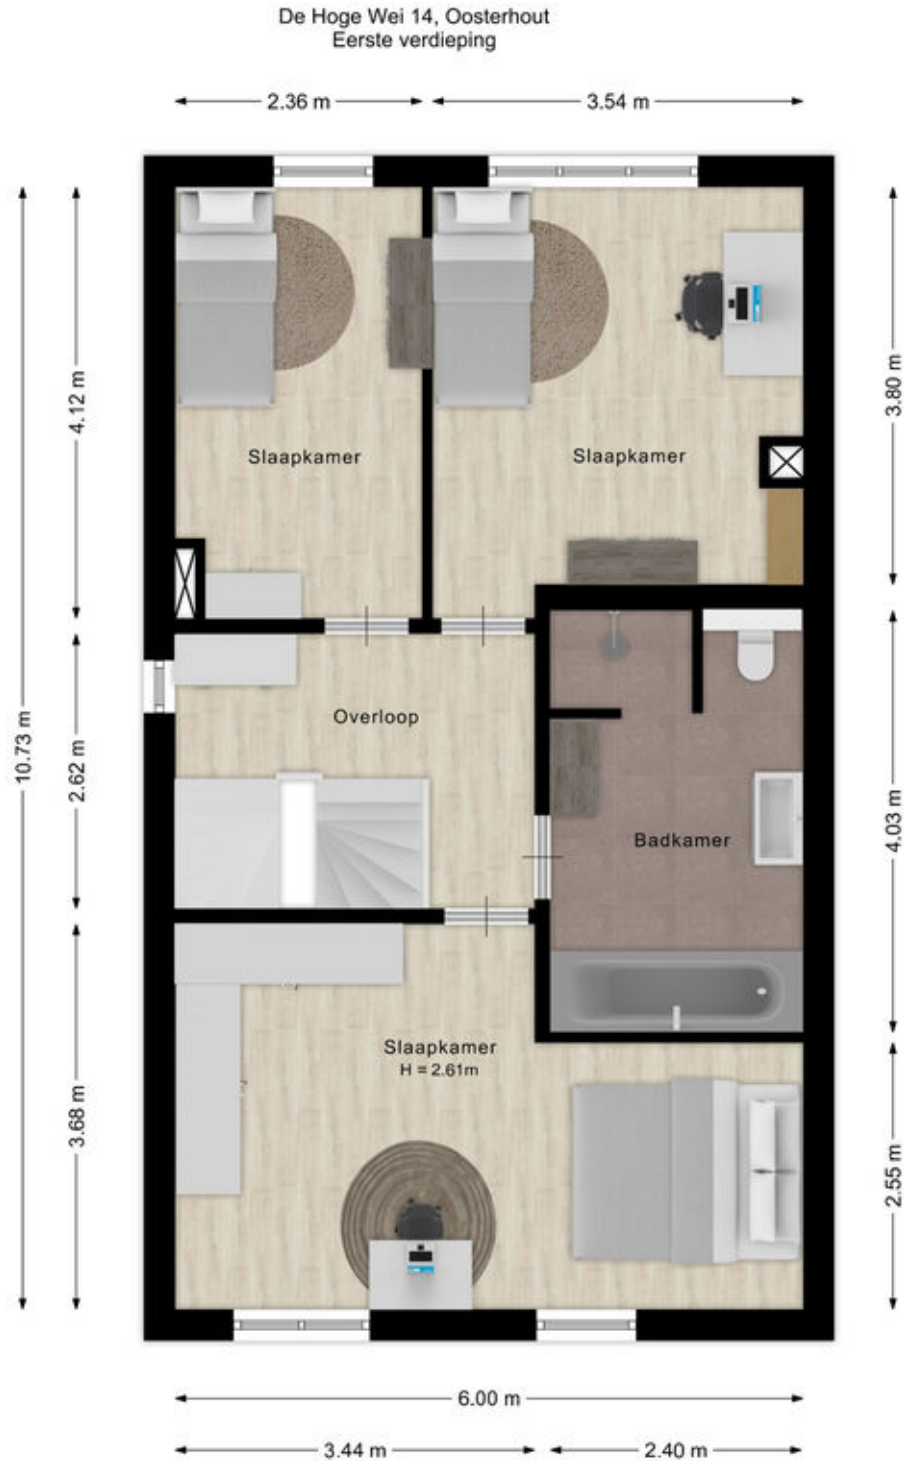 De Hoge Wei 14, Oosterhout
Eerste verdieping
2.36 m
3.54 m
4.12 m
3.80 m
Slaapkamer
Slaapkamer
10.73 m
2.62 m
Overloop
4.03 m
Badkamer
3.68 m
Slaapkamer
H = 2.61m
2.55 m
6.00 m
3.44 m
2.40 m